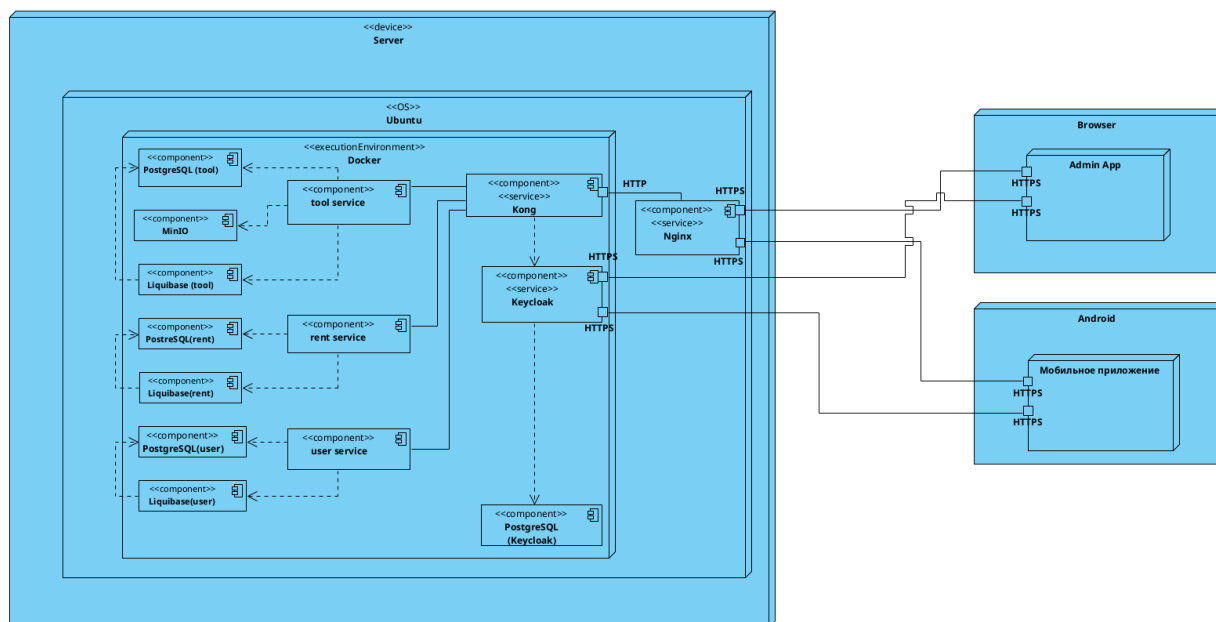 <<device>>
Server
<<OS>>
Ubuntu
<<executionEnvironment>>
Docker
<<component>>
PostgreSQL (tool)
<<component>>
tool service
<<component>>
MinIO
<<component>>
Liquibase (tool)
<<component>>
PostreSQL(rent)
<<component>>
rent service
<<component>>
Liquibase(rent)
<<component>>
PostgreSQL(user)
<<component>>
user service
<<component>>
Liquibase(user)
<<component>>
<<service>>
Kong
HTTP
<<component>>
<<service>>
Nginx
HTTPS
HTTPS
<<component>>
<<service>>
Keycloak
HTTPS
HTTPS
<<component>>
PostgreSQL
(Keycloak)
Browser
Admin App
HTTPS
HTTPS
Android
Мобильное приложение
HTTPS
HTTPS